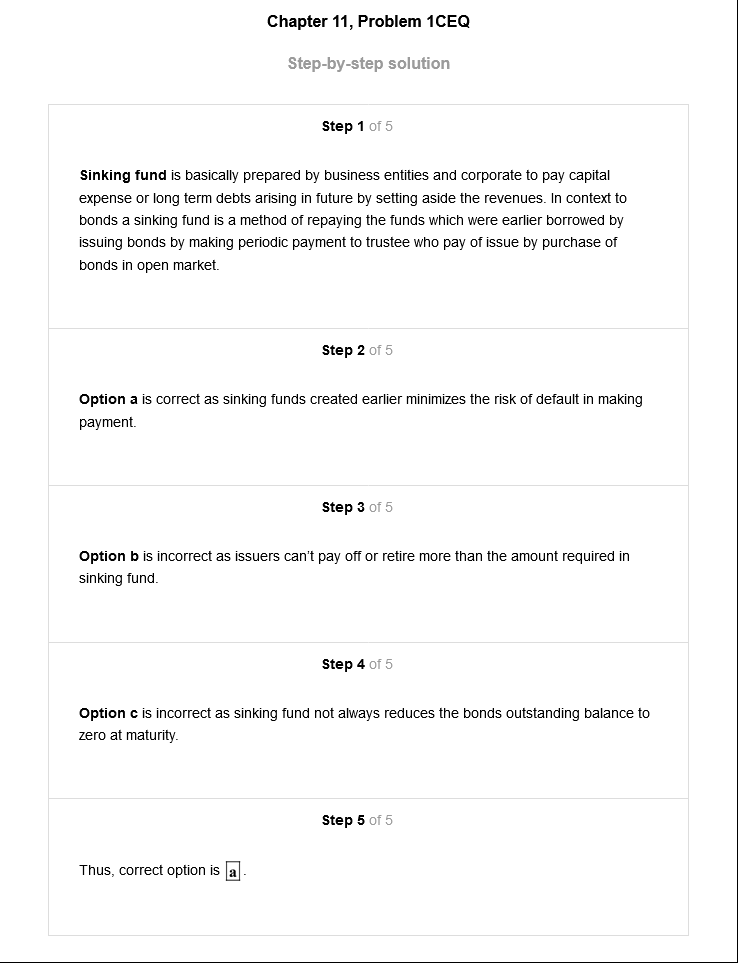 Chapter 11, Problem 1CEQ
Step-by-step solution
Step 1 of 5
Sinking fund is basically prepared by business entities and corporate to pay capital
expense or long term debts arising in future by setting aside the revenues. In context to
bonds a sinking fund is a method of repaying the funds which were earlier borrowed by
issuing bonds by making periodic payment to trustee who pay of issue by purchase of
bonds in open market.
Step 2 of 5
Option a is correct as sinking funds created earlier minimizes the risk of default in making
payment.
Step 3 of 5
Option b is incorrect as issuers can't pay off or retire more than the amount required in
sinking fund.
Step 4 of 5
Option c is incorrect as sinking fund not always reduces the bonds outstanding balance to
zero at maturity.
Step 5 of 5
Thus, correct option is a.